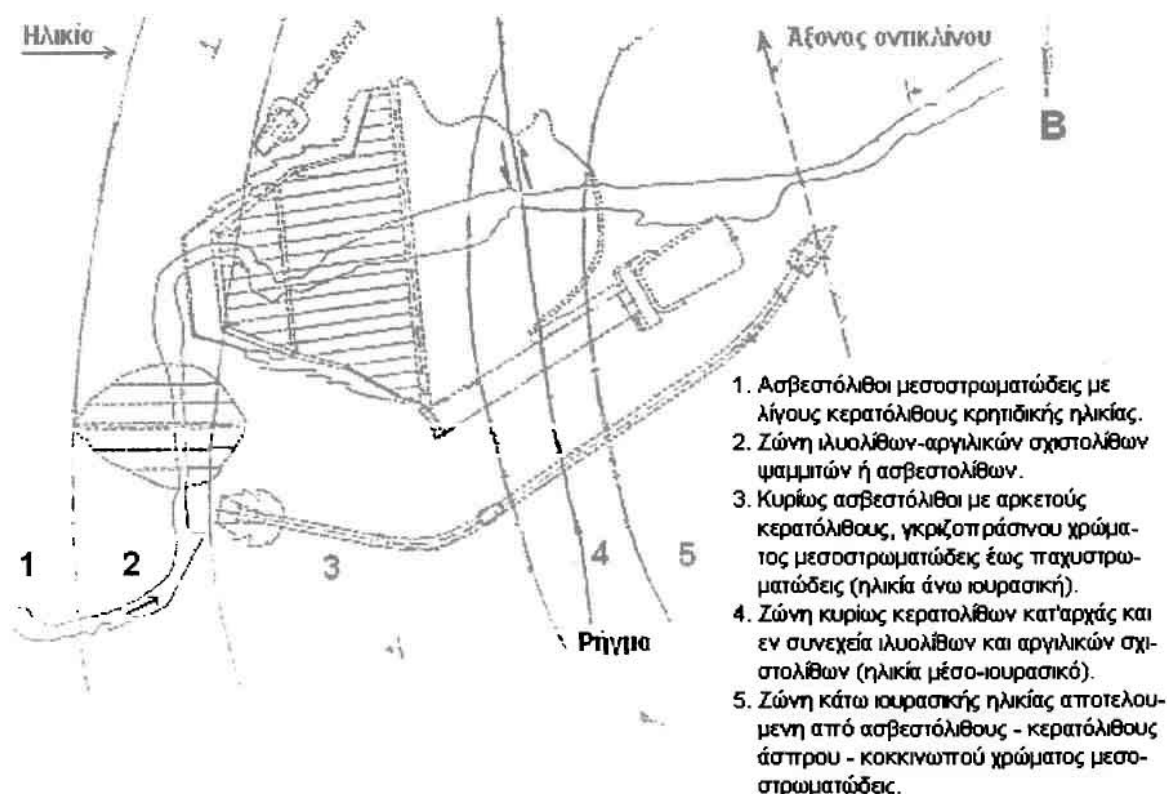 Ηλικία
Άξονας αντικλίνου
Β
1
2
3
4
5
Ρήγμα
1. Ασβεστόλιθοι μεσοστρωματώδεις με
λίγους κερατόλιθους κρητιδικής ηλικίας.
2. Ζώνη ιλυολίθων-αργιλικών σχιστολίθων
ψαμμιτών ή ασβεστολίθων.
3. Κυρίως ασβεστόλιθοι με αρκετούς
κερατόλιθους, γκριζοπράσινου χρώμα-
τος μεσοστρωματώδεις έως παχυστρω-
ματώδεις (ηλικία άνω ιουρασική).
4. Ζώνη κυρίως κερατολίθων κατ'αρχάς και
εν συνεχεία ιλυολίθων και αργιλικών σχι-
στολίθων (ηλικία μέσο-ιουρασικό).
5. Ζώνη κάτω ιουρασικής ηλικίας αποτελου-
μενη από ασβεστόλιθους - κερατόλιθους
άσπρου - κοκκινωπού χρώματος μεσο-
στρωματώδεις.